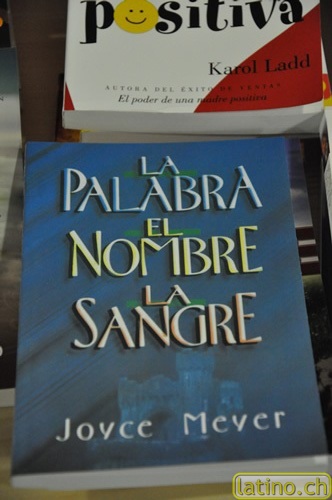 positiva
Karol Ladd
AUTORA DEL ÉXITO DE VENTAS
El poder de una madre positiva
LA
PALABRA
EL
NOMBRE
LA
SANGRE
Joyce Meyer
latino.ch